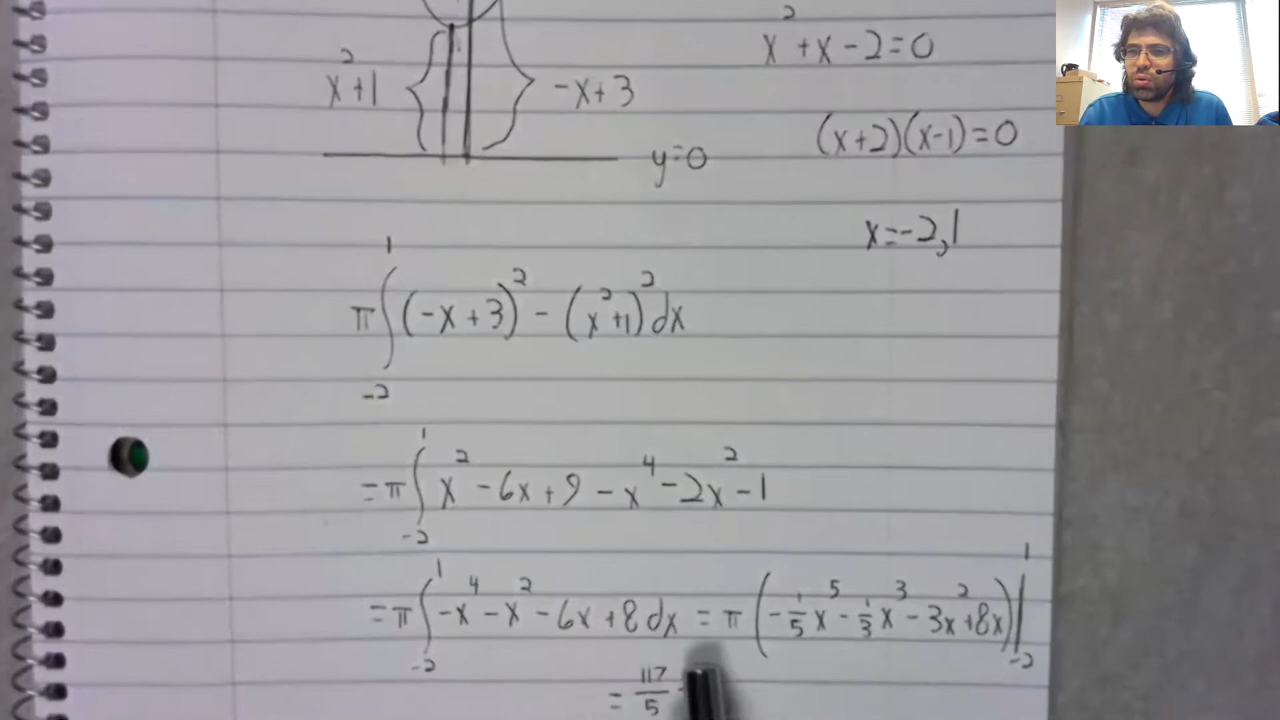 x² + x - 2 = 0
x² + 1
-x + 3
(x+2)(x-1) = 0
y = 0
x = -2, 1
π∫₋₂¹ (-x + 3)² - (x² + 1)² dx
= π∫₋₂¹ x² - 6x + 9 - x⁴ - 2x² - 1
= π∫₋₂¹ -x⁴ - x² - 6x + 8 dx = π(-1/5 x⁵ - 1/3 x³ - 3x² + 8x)|₋₂¹
= 117/5